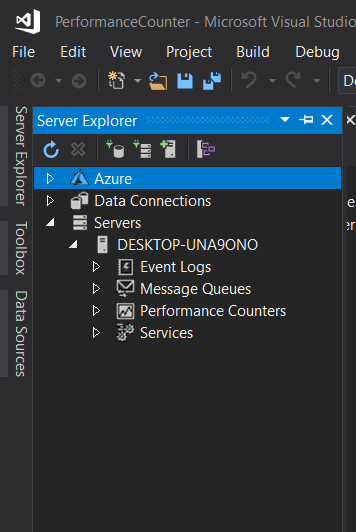 PerformanceCounter - Microsoft Visual Studio
File Edit View Project Build Debug
Server Explorer
Toolbox
Data Sources
Server Explorer
Azure
Data Connections
Servers
DESKTOP-UNA9ONO
Event Logs
Message Queues
Performance Counters
Services